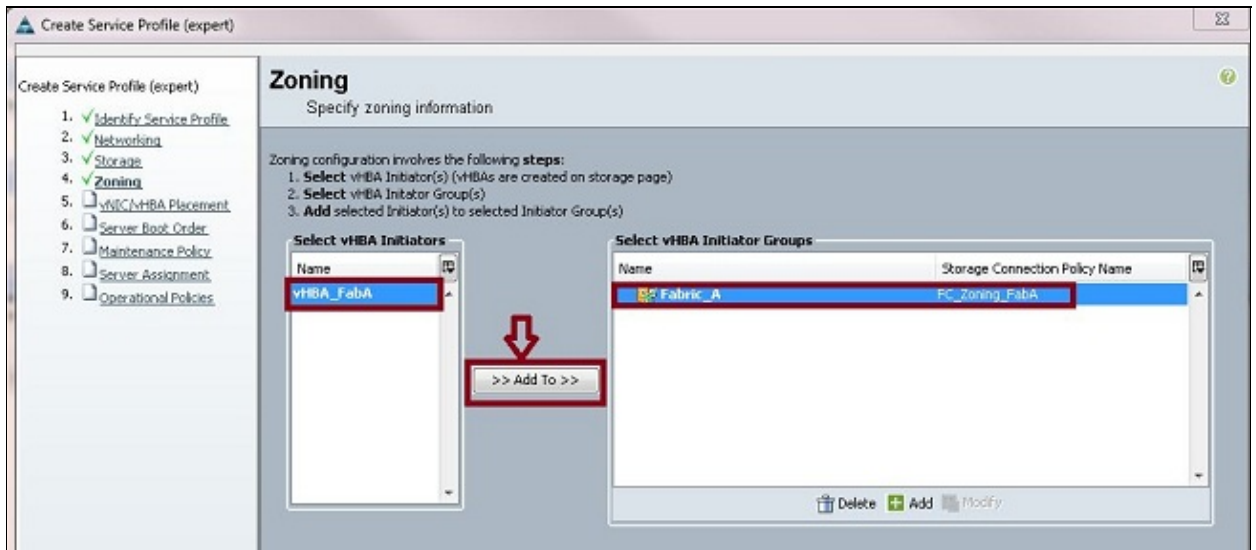 Create Service Profile (expert)
Create Service Profile (expert)
1. Identify Service Profile
2. Networking
3. Storage
4. Zoning
5. vNIC/vHBA Placement
6. Server Boot Order
7. Maintenance Policy
8. Server Assignment
9. Operational Policies
Zoning
Specify zoning information
Zoning configuration involves the following steps:
1. Select vHBA Initiator(s) (vHBAs are created on storage page)
2. Select vHBA Initator Group(s)
3. Add selected Initiator(s) to selected Initiator Group(s)
Select vHBA Initiators
Name
vHBA_FabA
>> Add To >>
Select vHBA Initiator Groups
Name Storage Connection Policy Name
Fabric_A FC_Zoning_FabA
Delete Add Modify